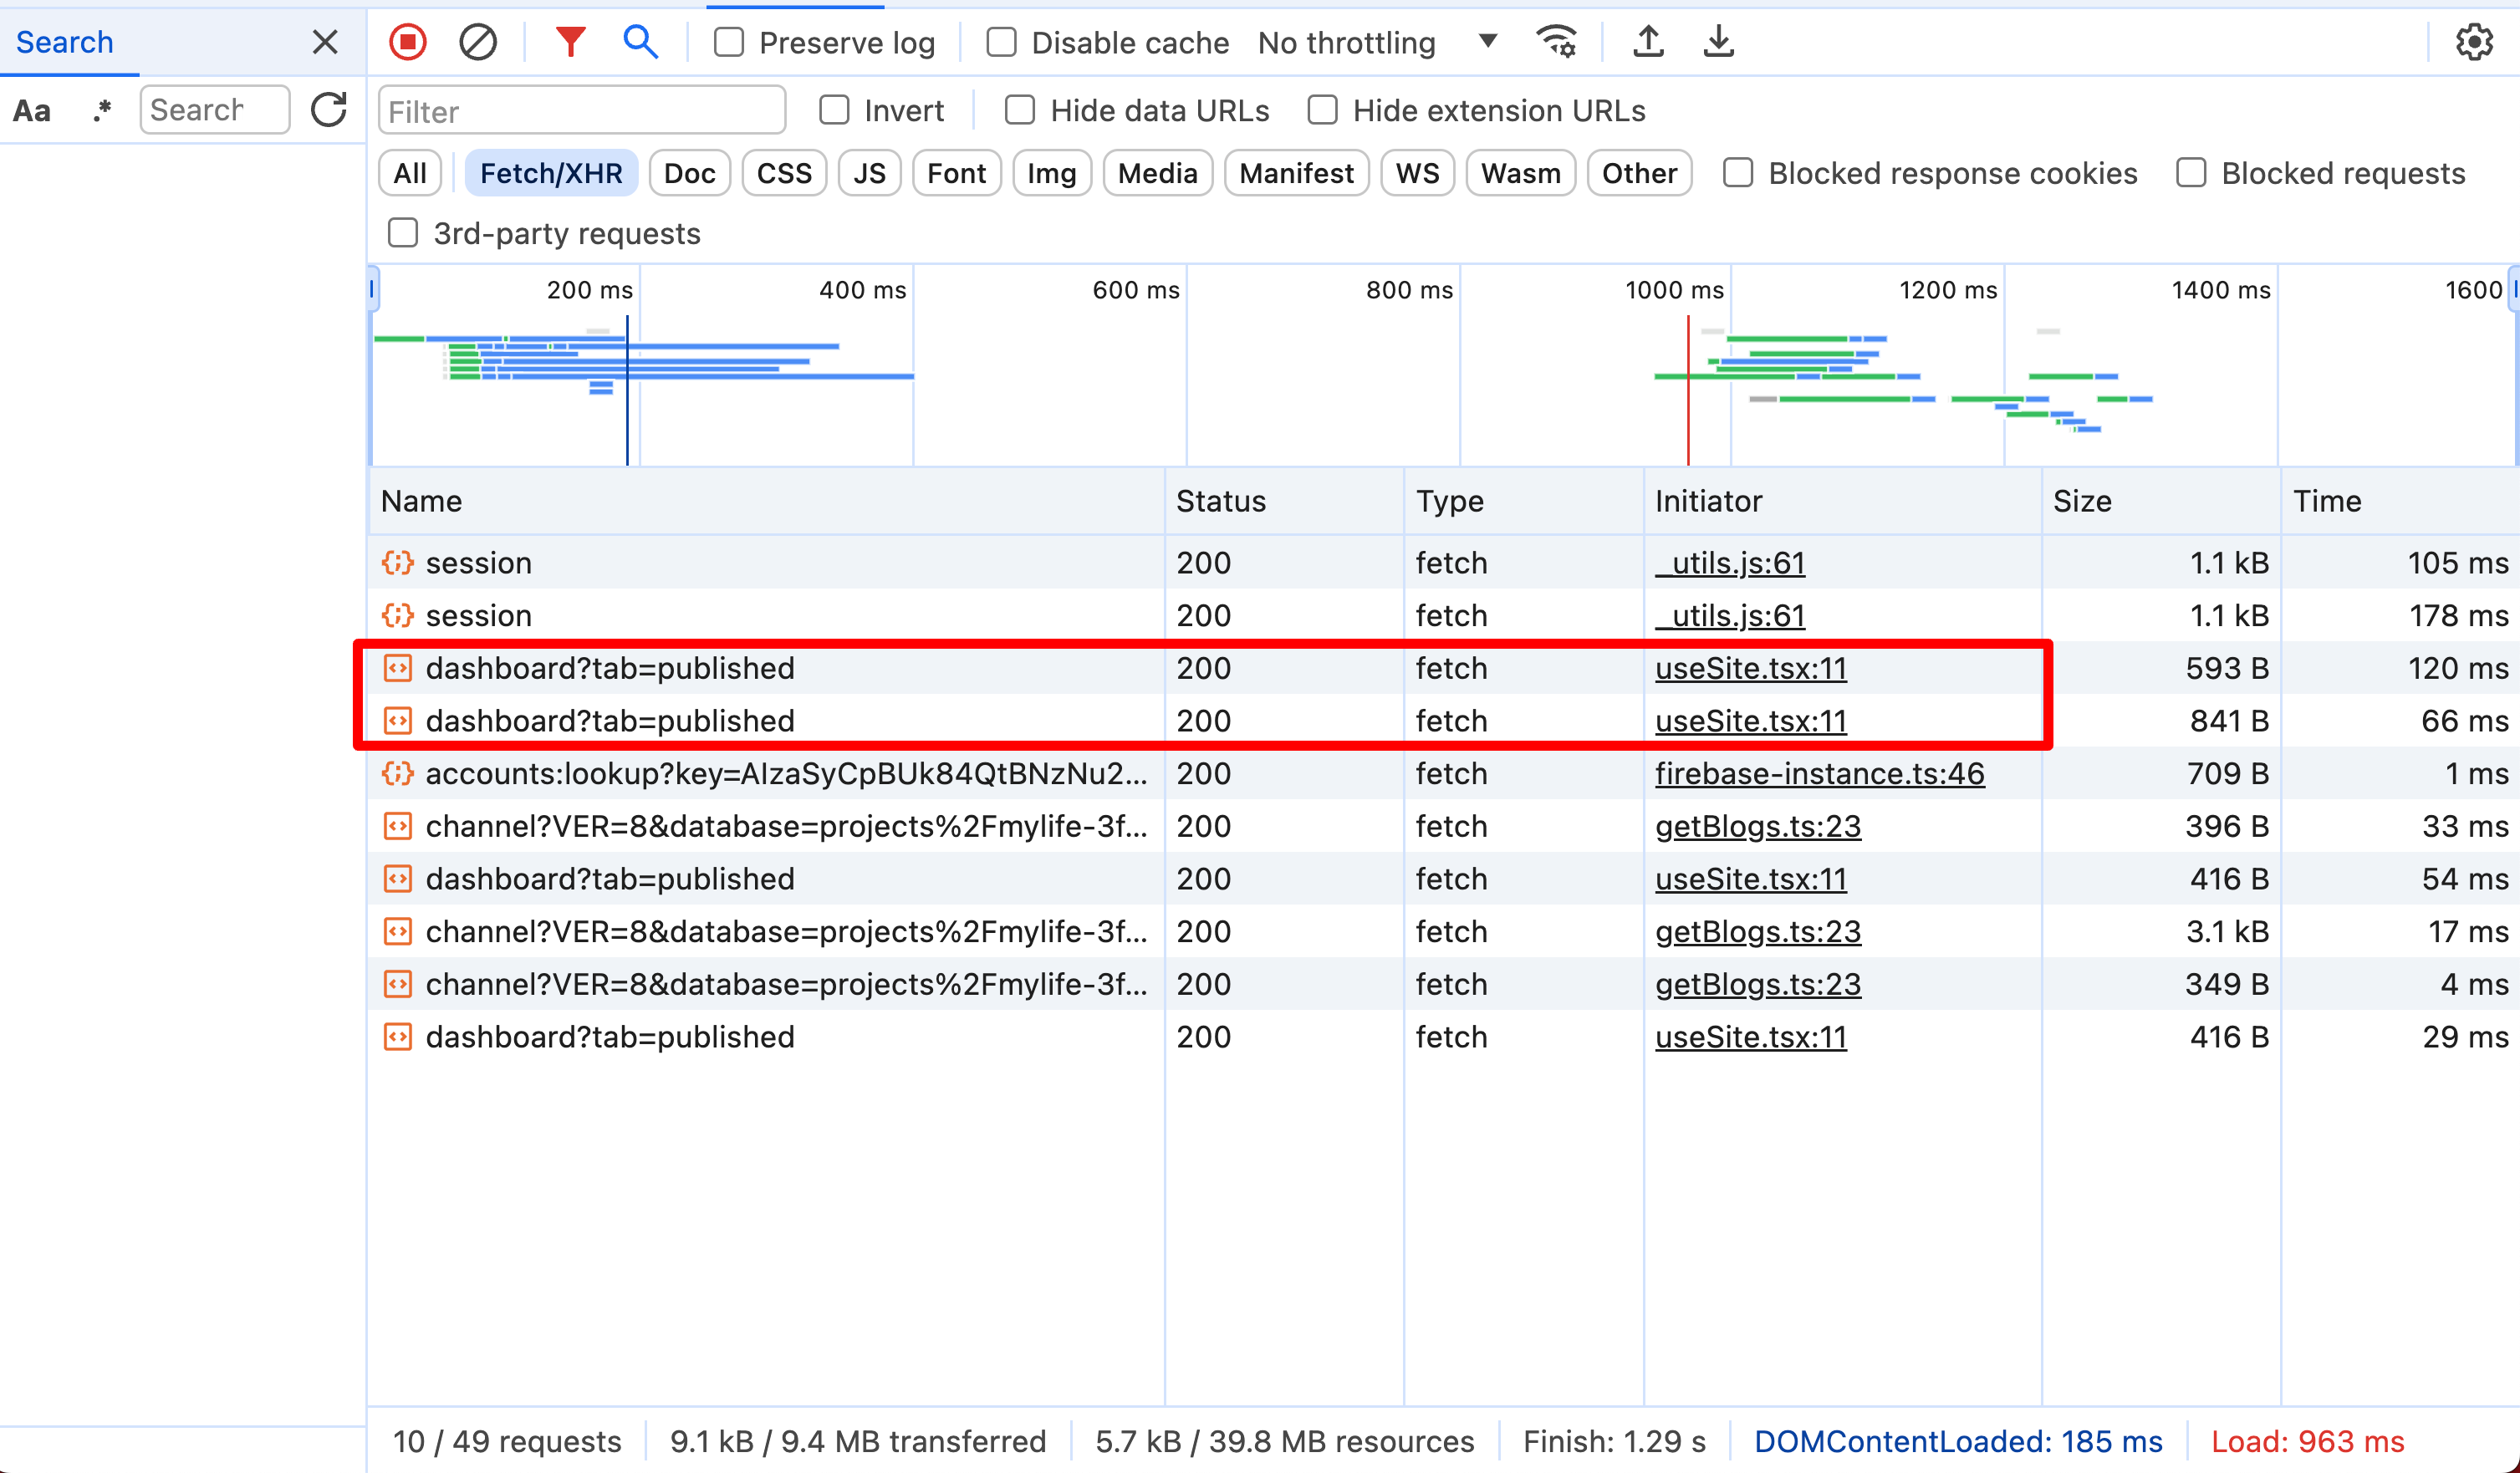 Search
Preserve log
Disable cache
No throttling
Aa
.*
Search
Filter
Invert
Hide data URLs
Hide extension URLs
All
Fetch/XHR
Doc
CSS
JS
Font
Img
Media
Manifest
WS
Wasm
Other
Blocked response cookies
Blocked requests
3rd-party requests
200 ms
400 ms
600 ms
800 ms
1000 ms
1200 ms
1400 ms
1600
Name Status Type Initiator Size Time
session 200 fetch _utils.js:61 1.1 kB 105 ms
session 200 fetch _utils.js:61 1.1 kB 178 ms
dashboard?tab=published 200 fetch useSite.tsx:11 593 B 120 ms
dashboard?tab=published 200 fetch useSite.tsx:11 841 B 66 ms
accounts:lookup?key=AIzaSyCpBUk84QtBNzNu2... 200 fetch firebase-instance.ts:46 709 B 1 ms
channel?VER=8&database=projects%2Fmylife-3f... 200 fetch getBlogs.ts:23 396 B 33 ms
dashboard?tab=published 200 fetch useSite.tsx:11 416 B 54 ms
channel?VER=8&database=projects%2Fmylife-3f... 200 fetch getBlogs.ts:23 3.1 kB 17 ms
channel?VER=8&database=projects%2Fmylife-3f... 200 fetch getBlogs.ts:23 349 B 4 ms
dashboard?tab=published 200 fetch useSite.tsx:11 416 B 29 ms
10 / 49 requests
9.1 kB / 9.4 MB transferred
5.7 kB / 39.8 MB resources
Finish: 1.29 s
DOMContentLoaded: 185 ms
Load: 963 ms